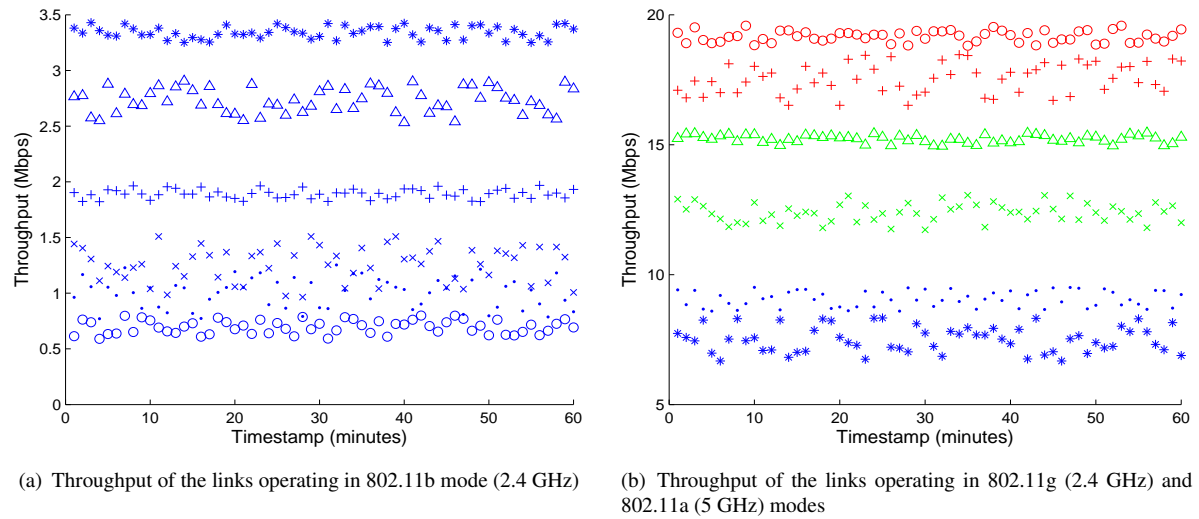 3.5
3
2.5
2
1.5
1
0.5
0
Throughput (Mbps)
0 10 20 30 40 50 60
Timestamp (minutes)
(a) Throughput of the links operating in 802.11b mode (2.4 GHz)
20
15
10
5
Throughput (Mbps)
0 10 20 30 40 50 60
Timestamp (minutes)
(b) Throughput of the links operating in 802.11g (2.4 GHz) and
802.11a (5 GHz) modes